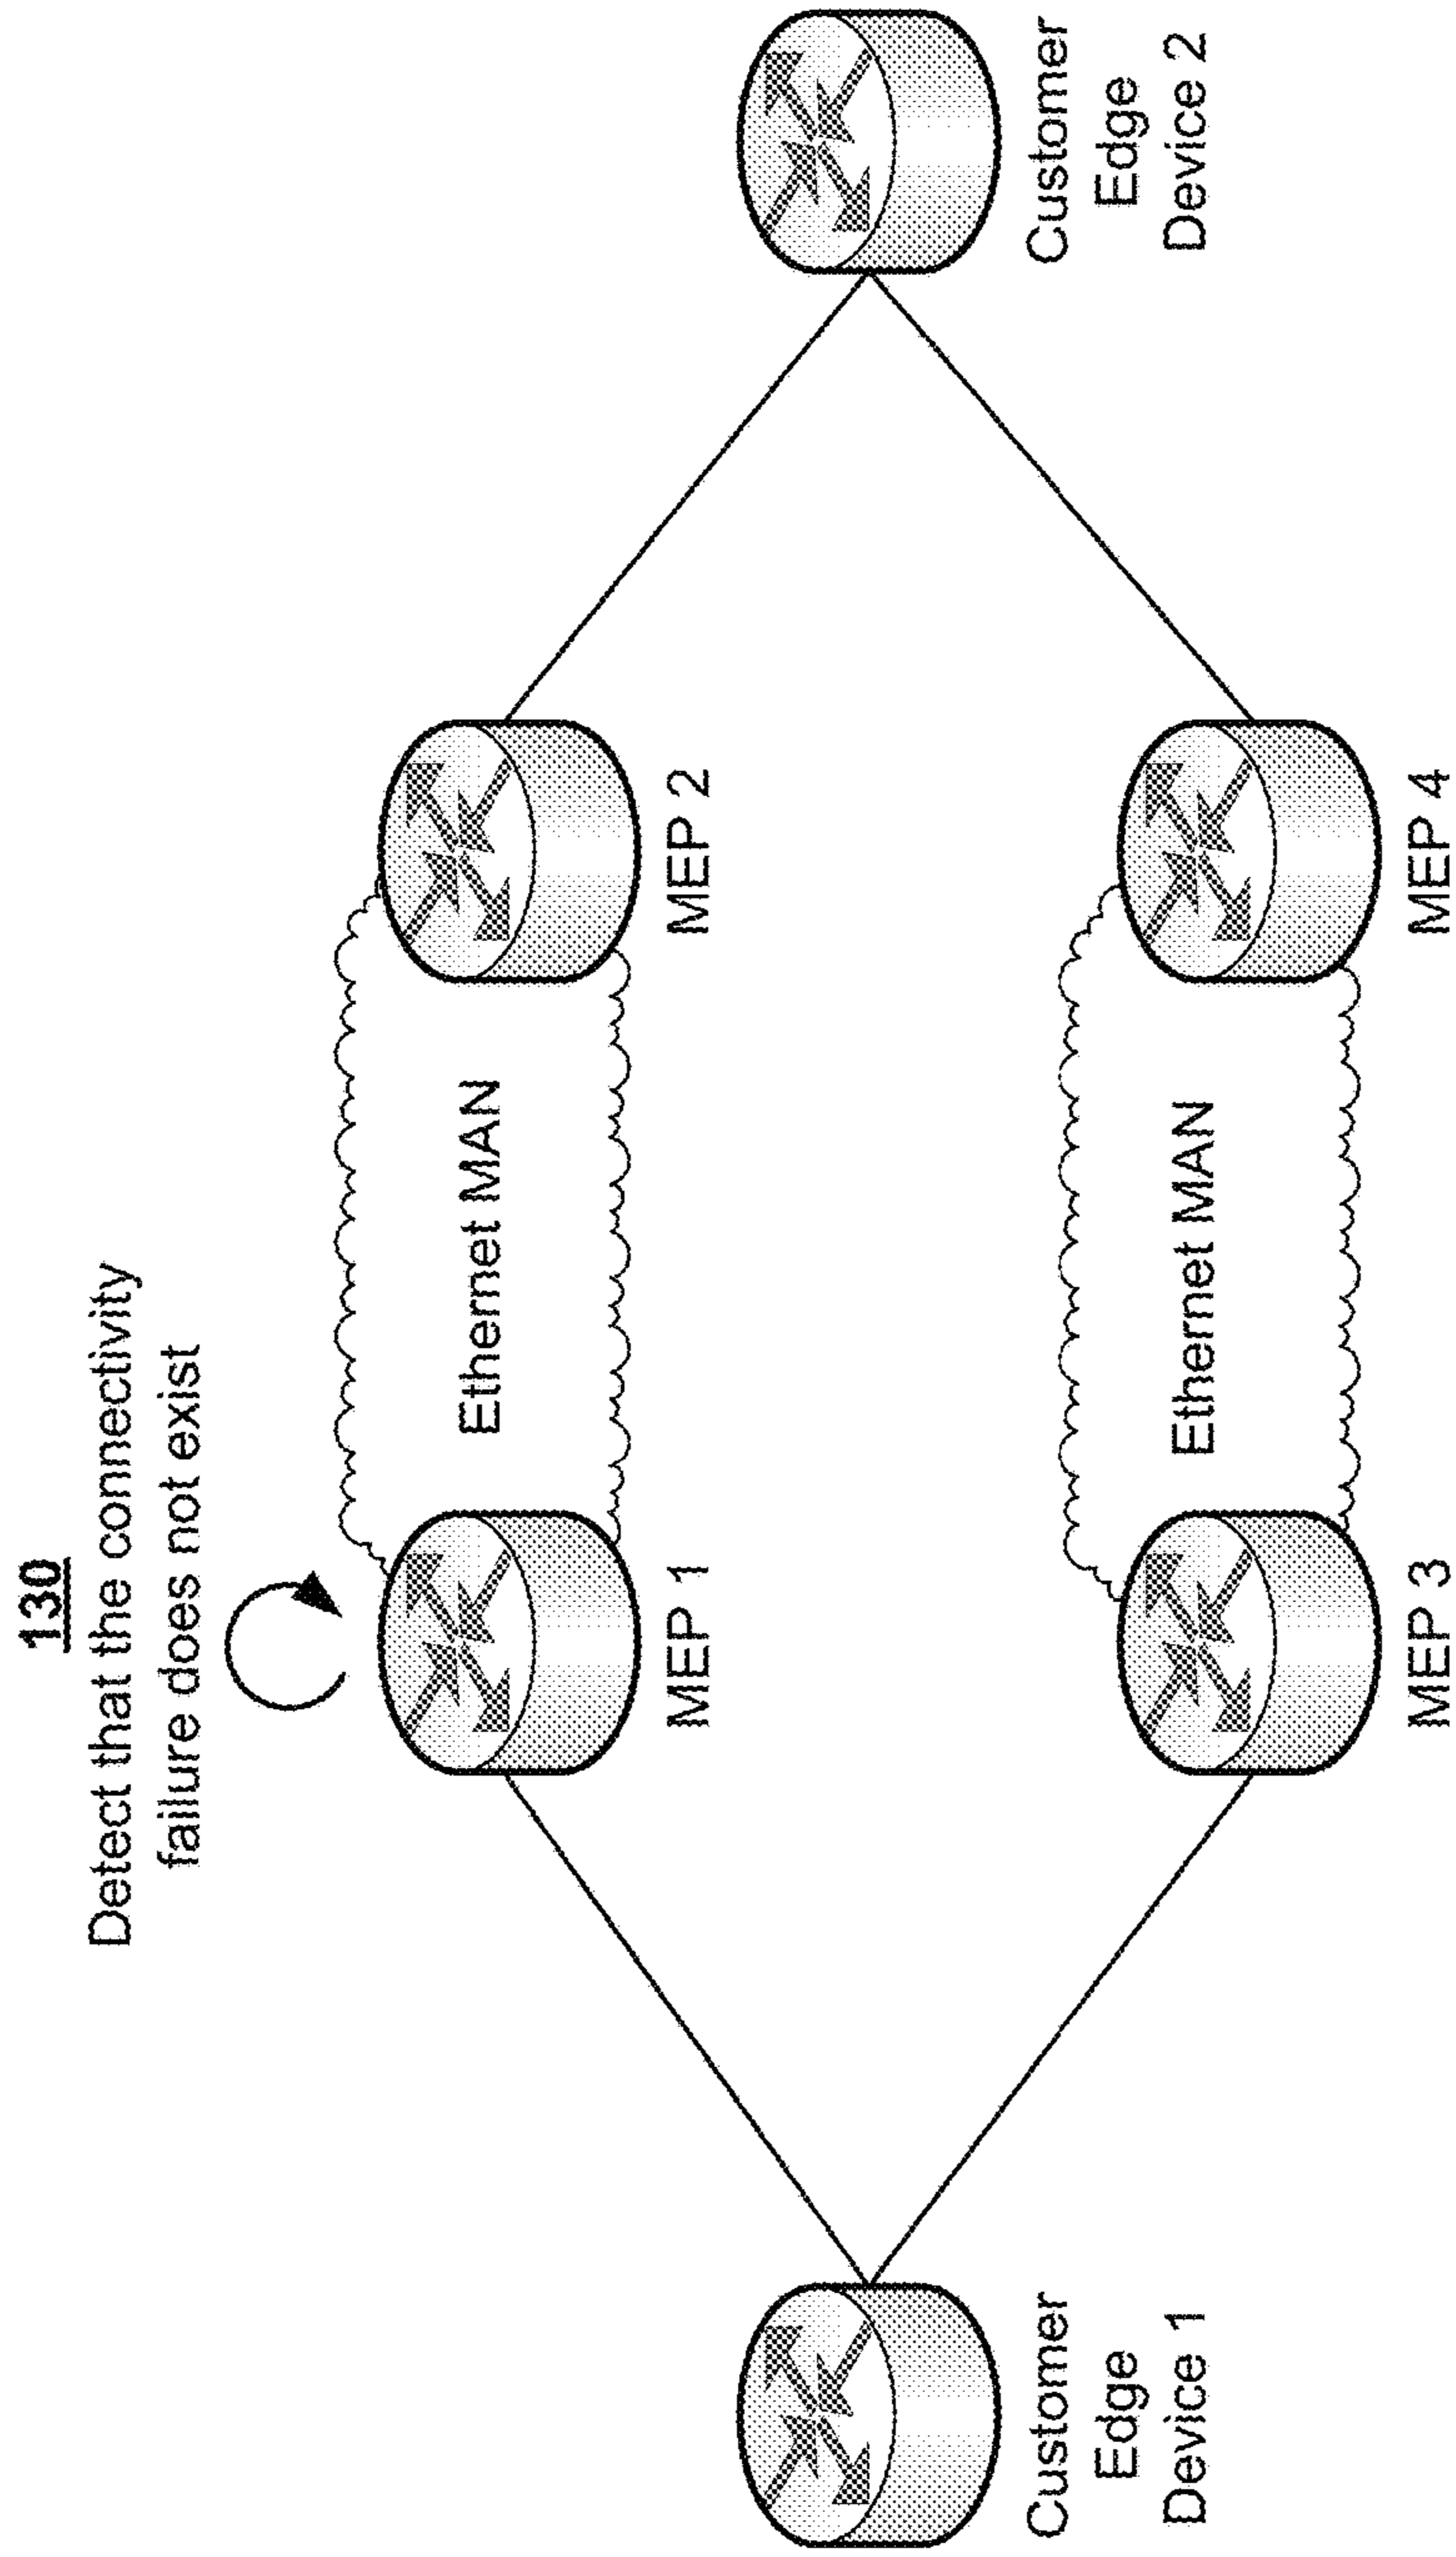 130
Detect that the connectivity
failure does not exist
MEP 1
Ethernet MAN
MEP 2
Customer
Edge
Device 1
Customer
Edge
Device 2
MEP 3
Ethernet MAN
MEP 4